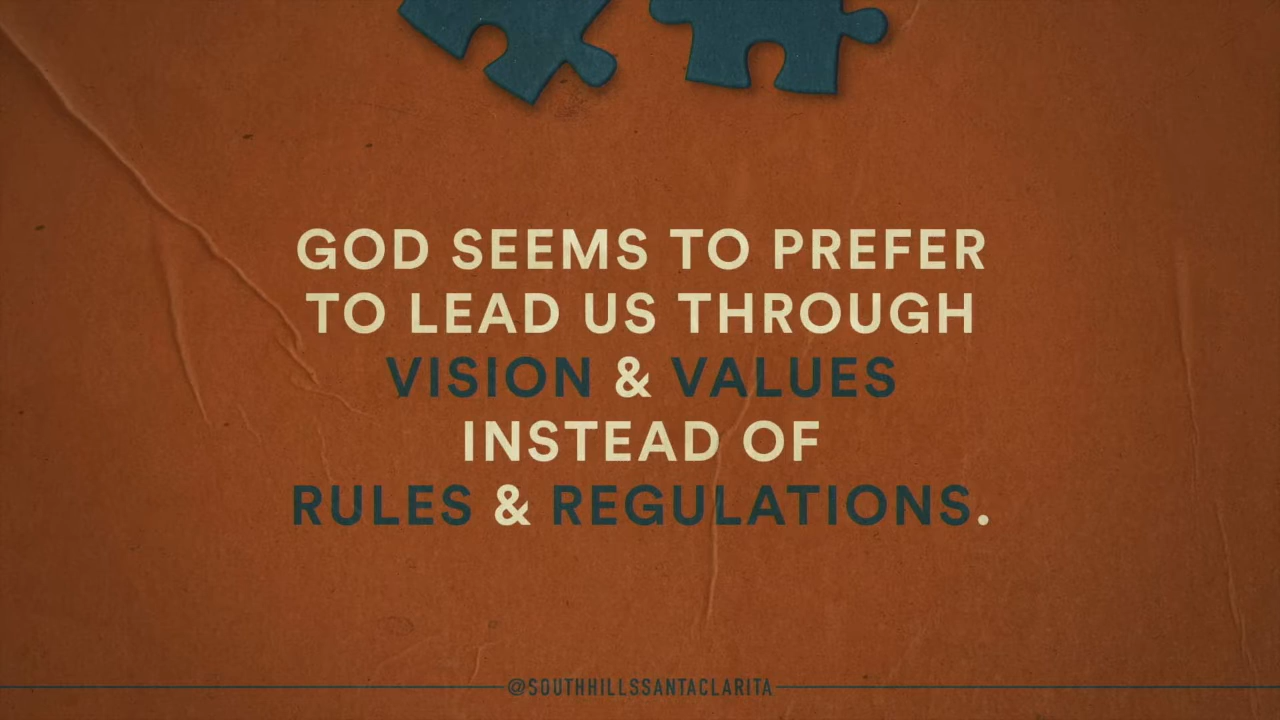 GOD SEEMS TO PREFER
TO LEAD US THROUGH
VISION & VALUES
INSTEAD OF
RULES & REGULATIONS.
@SOUTHHILLSSANTACLARITA